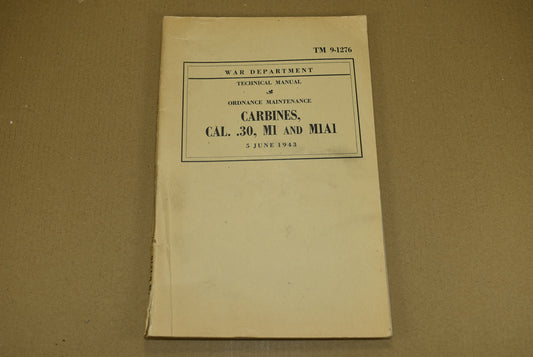 TM 9-1276
WAR DEPARTMENT
TECHNICAL MANUAL
ORDNANCE MAINTENANCE
CARBINES,
CAL. .30, M1 AND M1A1
5 JUNE 1943